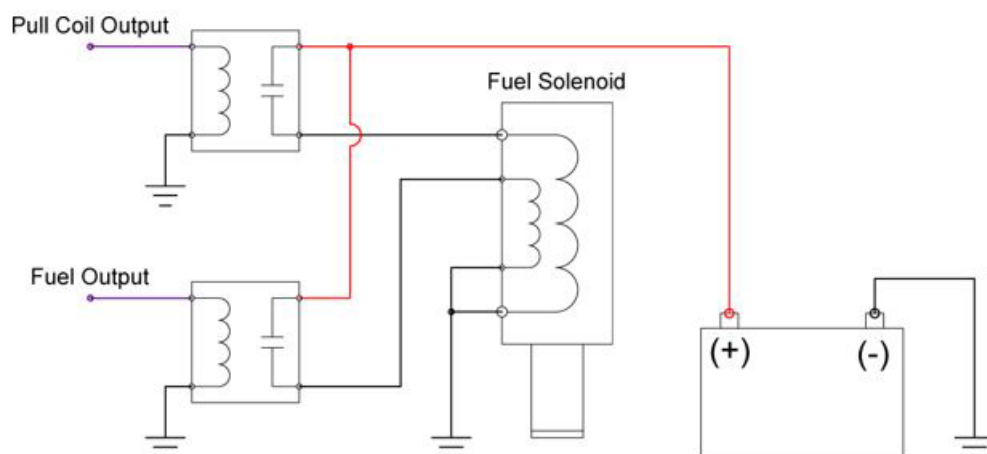 Pull Coil Output
Fuel Solenoid
Fuel Output
(+)
(-)